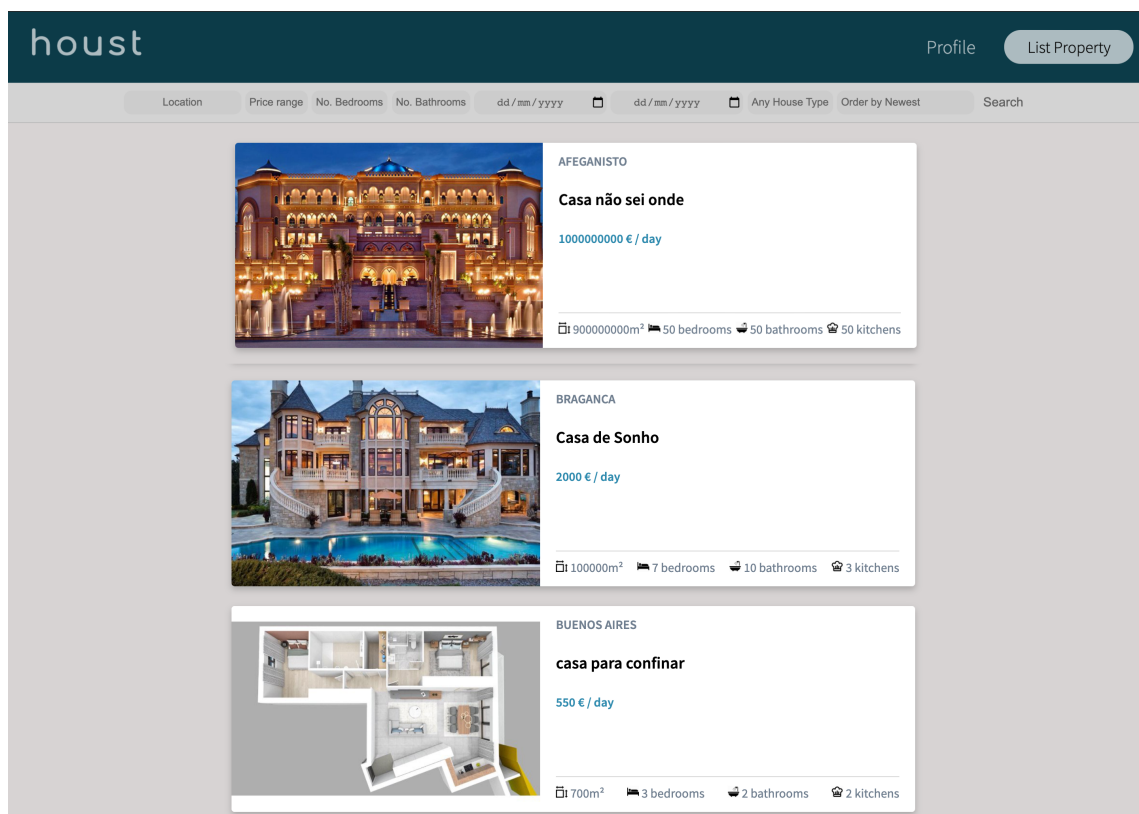 houst
Profile
List Property
Location Price range No. Bedrooms No. Bathrooms dd/mm/yyyy dd/mm/yyyy Any House Type Order by Newest Search
AFEGANISTO
Casa não sei onde
1000000000 € / day
900000000m² 50 bedrooms 50 bathrooms 50 kitchens
BRAGANCA
Casa de Sonho
2000 € / day
100000m² 7 bedrooms 10 bathrooms 3 kitchens
BUENOS AIRES
casa para confinar
550 € / day
700m² 3 bedrooms 2 bathrooms 2 kitchens